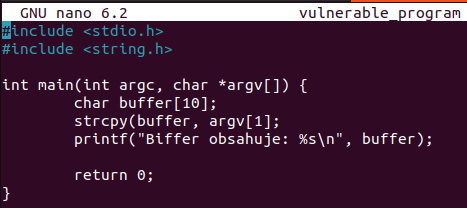 GNU nano 6.2 vulnerable_program
#include <stdio.h>
#include <string.h>
int main(int argc, char *argv[]) {
char buffer[10];
strcpy(buffer, argv[1];
printf("Biffer obsahuje: %s\n", buffer);
return 0;
}